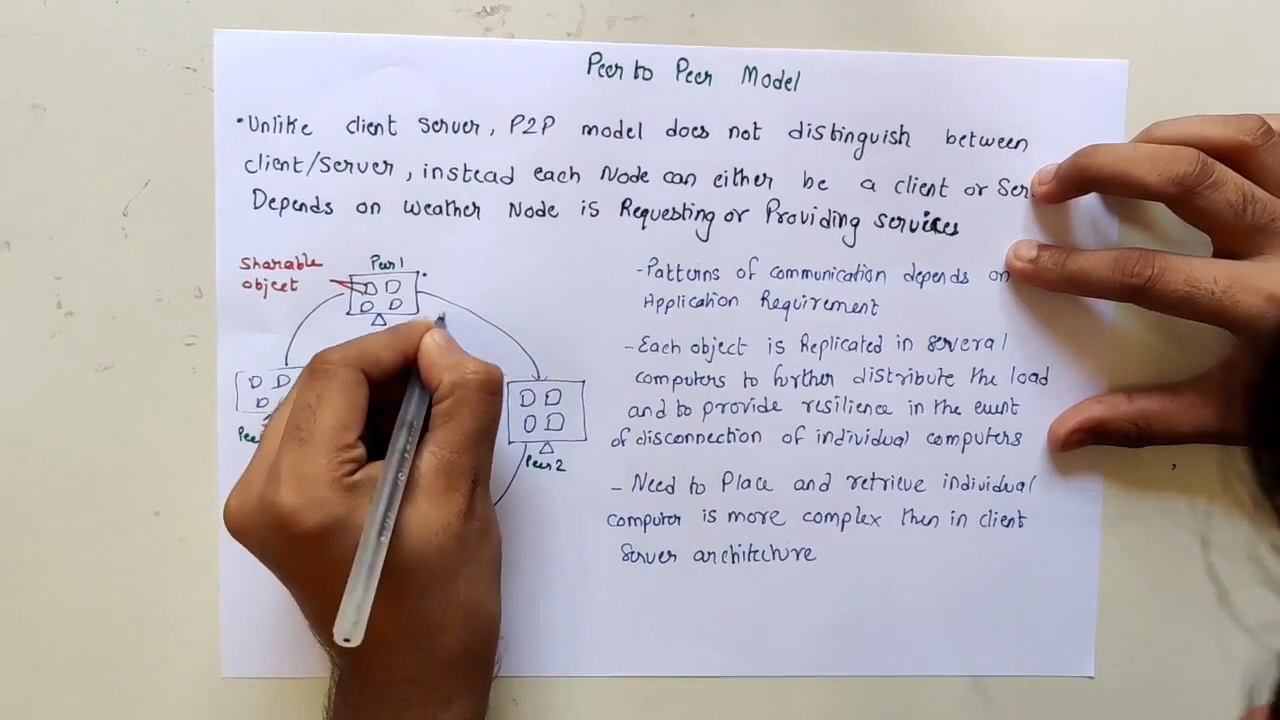 Peer to Peer Model
•Unlike client server, P2P model does not distinguish between
client/server, instead each Node can either be a client or Ser
Depends on weather Node is Requesting or Providing services
Sharable
object
Peer 1
Peer 2
-Patterns of communication depends on
Application Requirement
-Each object is Replicated in several
computers to further distribute the load
and to provide resilience in the event
of disconnection of individual computers
- Need to Place and retrieve individual
computer is more complex then in client
Server architecture